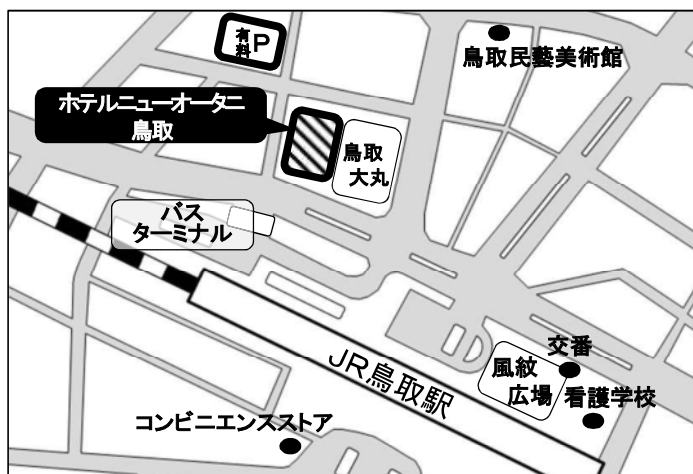 有料
P
鳥取民藝美術館
ホテルニューオータニ
鳥取
鳥取
大丸
バス
ターミナル
JR鳥取駅
交番
風紋
広場
看護学校
コンビニエンスストア